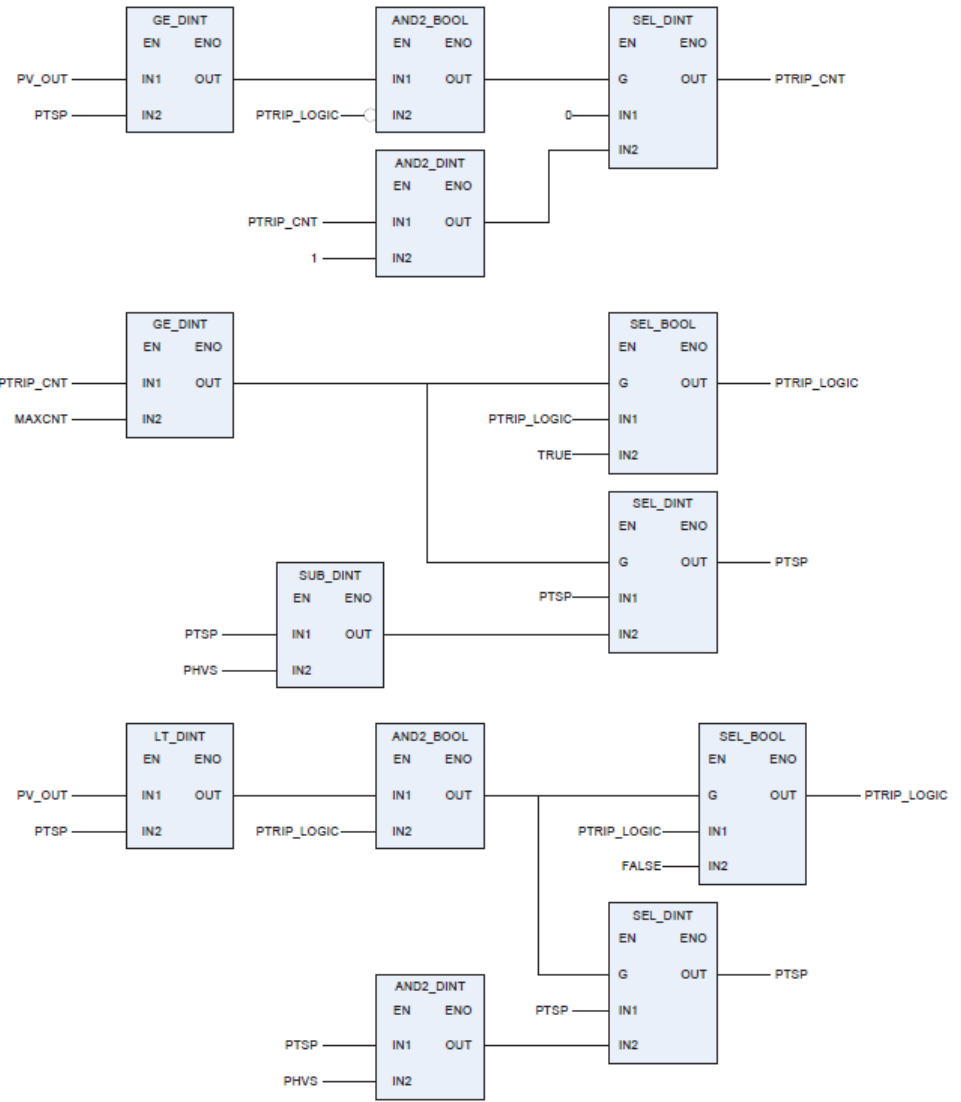 GE_DINT AND2_BOOL SEL_DINT
EN ENO EN ENO EN ENO
PV_OUT IN1 OUT IN1 OUT G OUT PTRIP_CNT
PTSP IN2 PTRIP_LOGIC IN2 0 IN1
IN2
AND2_DINT
EN ENO
PTRIP_CNT IN1 OUT
1 IN2
GE_DINT SEL_BOOL
EN ENO EN ENO
PTRIP_CNT IN1 OUT G OUT PTRIP_LOGIC
MAXCNT IN2 PTRIP_LOGIC IN1
TRUE IN2
SEL_DINT
EN ENO
G OUT PTSP
SUB_DINT
EN ENO PTSP IN1
PTSP IN1 OUT IN2
PHVS IN2
LT_DINT AND2_BOOL SEL_BOOL
EN ENO EN ENO EN ENO
PV_OUT IN1 OUT IN1 OUT G OUT PTRIP_LOGIC
PTSP IN2 PTRIP_LOGIC IN2 PTRIP_LOGIC IN1
FALSE IN2
SEL_DINT
EN ENO
G OUT PTSP
AND2_DINT
EN ENO PTSP IN1
PTSP IN1 OUT IN2
PHVS IN2